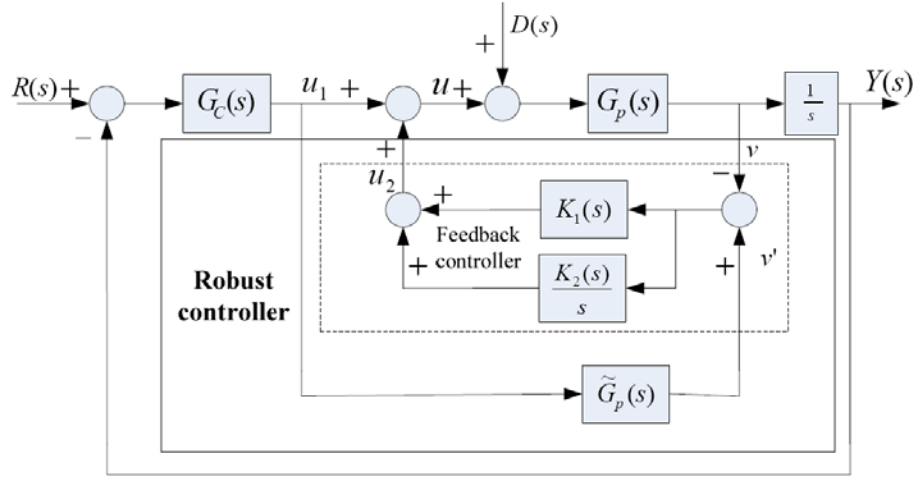 D(s)
+
R(s) + G_C(s) u_1 + u + G_p(s) 1/s Y(s)
−
+ v
u_2 −
+ K_1(s)
Feedback
controller
+ + v'
K_2(s)/s
Robust
controller
G̃_p(s)